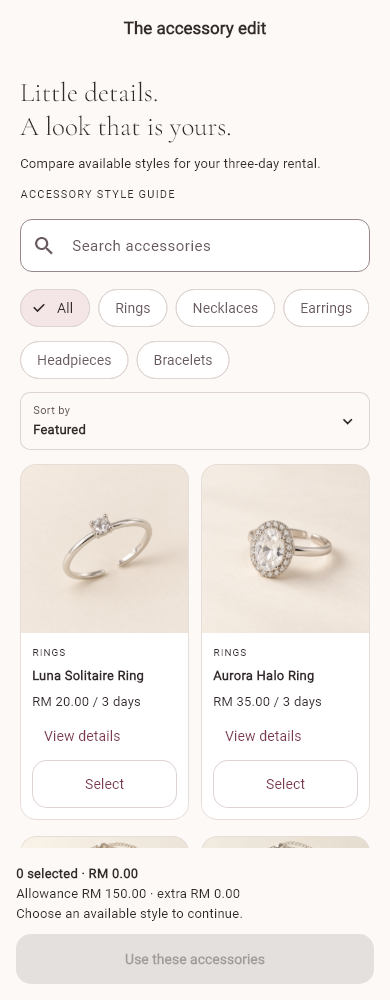 The accessory edit
Little details.
A look that is yours.
Compare available styles for your three-day rental.
ACCESSORY STYLE GUIDE
Search accessories
All
Rings
Necklaces
Earrings
Headpieces
Bracelets
Sort by
Featured
RINGS
Luna Solitaire Ring
RM 20.00 / 3 days
View details
Select
RINGS
Aurora Halo Ring
RM 35.00 / 3 days
View details
Select
0 selected · RM 0.00
Allowance RM 150.00 · extra RM 0.00
Choose an available style to continue.
Use these accessories